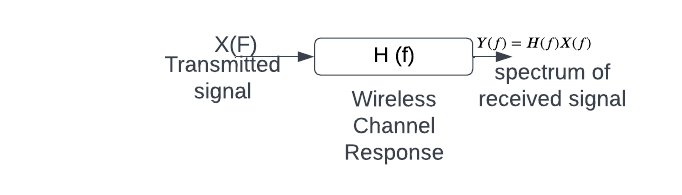 X(F)
Transmitted
signal
H (f)
Wireless
Channel
Response
Y(f) = H(f)X(f)
spectrum of
received signal